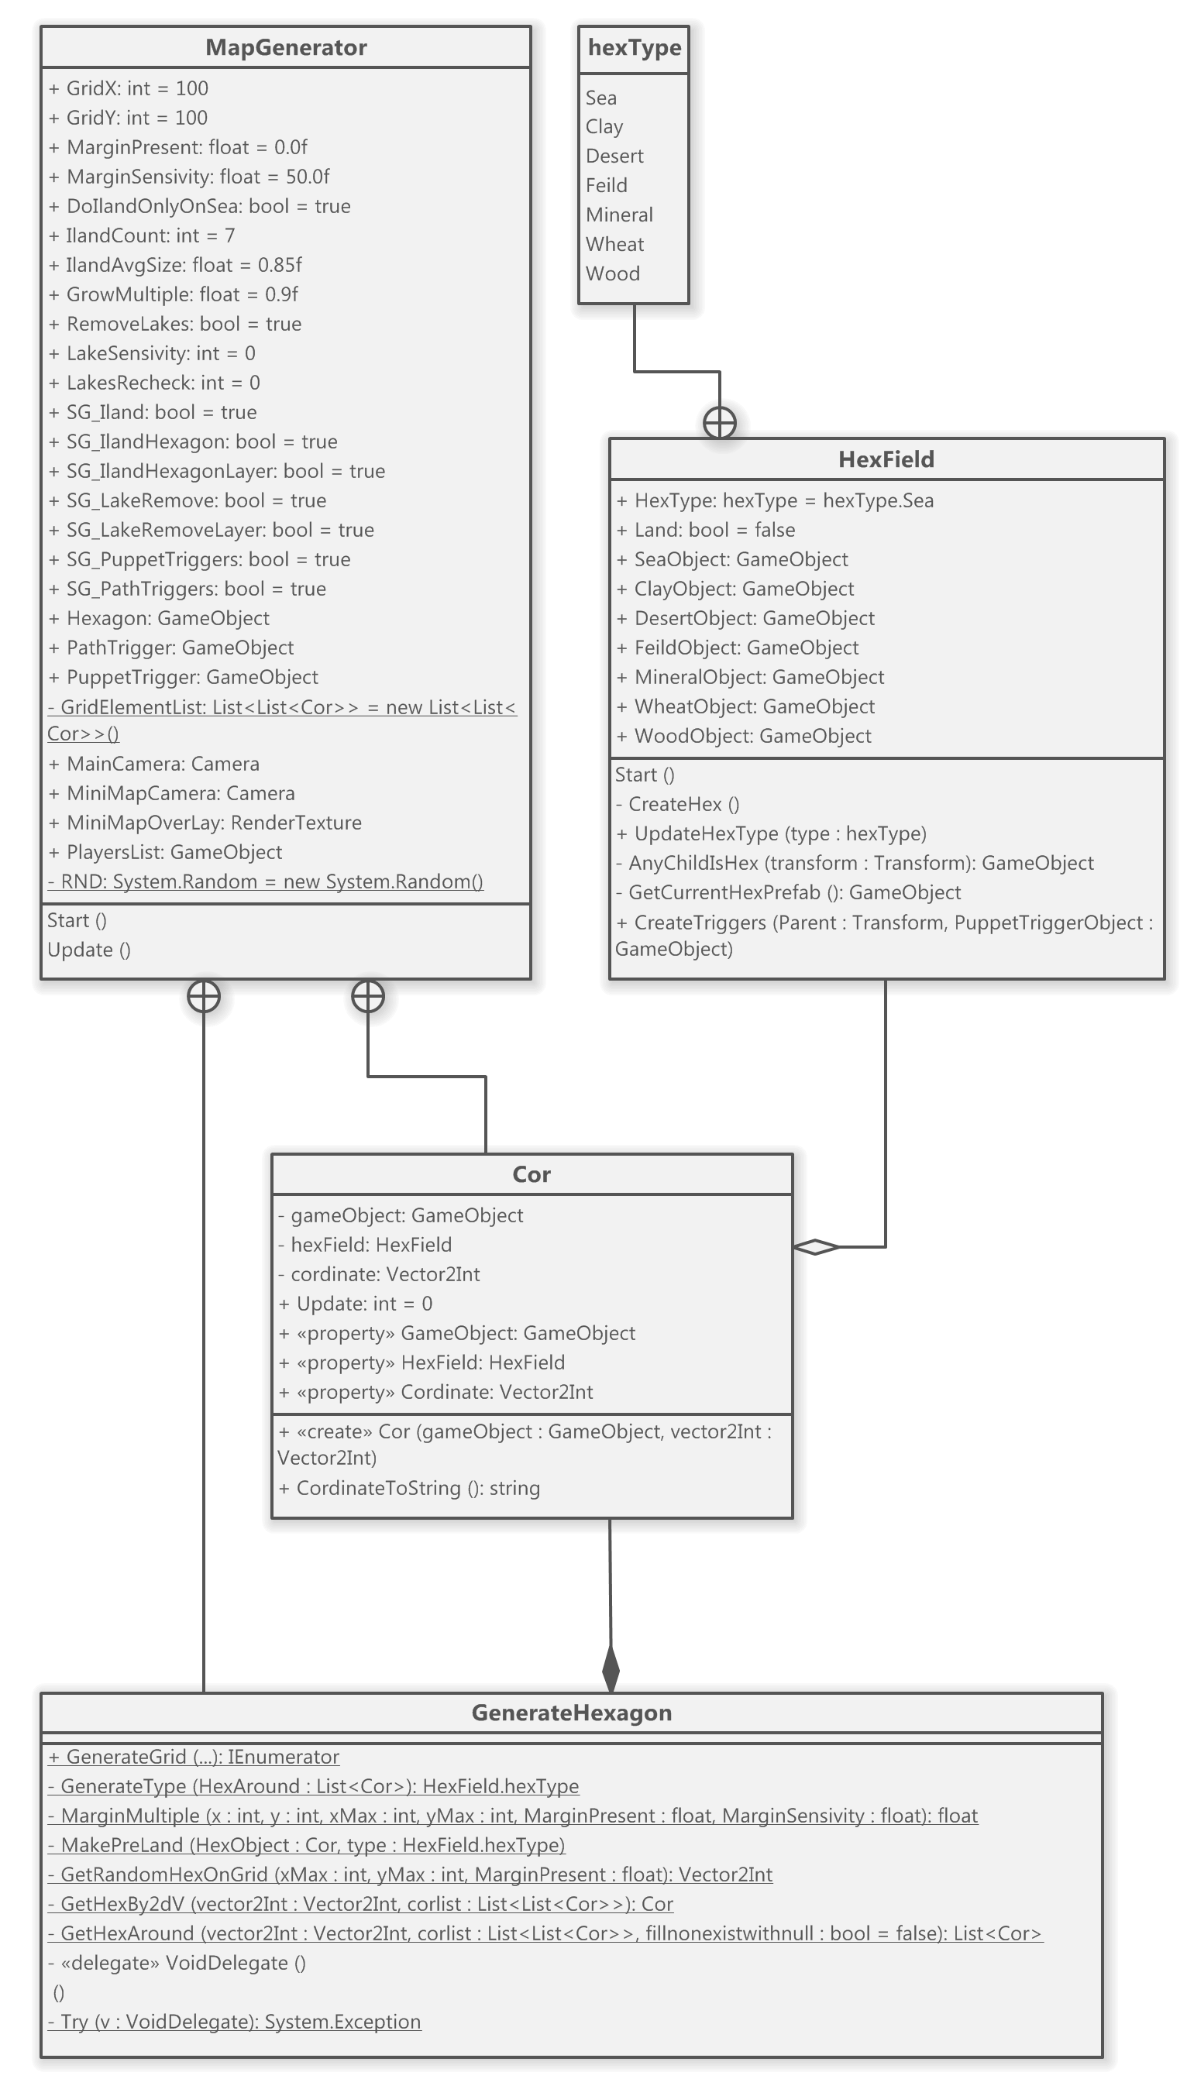 MapGenerator
+ GridX: int = 100
+ GridY: int = 100
+ MarginPresent: float = 0.0f
+ MarginSensivity: float = 50.0f
+ DoIlandOnlyOnSea: bool = true
+ IlandCount: int = 7
+ IlandAvgSize: float = 0.85f
+ GrowMultiple: float = 0.9f
+ RemoveLakes: bool = true
+ LakeSensivity: int = 0
+ LakesRecheck: int = 0
+ SG_Iland: bool = true
+ SG_IlandHexagon: bool = true
+ SG_IlandHexagonLayer: bool = true
+ SG_LakeRemove: bool = true
+ SG_LakeRemoveLayer: bool = true
+ SG_PuppetTriggers: bool = true
+ SG_PathTriggers: bool = true
+ Hexagon: GameObject
+ PathTrigger: GameObject
+ PuppetTrigger: GameObject
- GridElementList: List<List<Cor>> = new List<List<
Cor>>()
+ MainCamera: Camera
+ MiniMapCamera: Camera
+ MiniMapOverLay: RenderTexture
+ PlayersList: GameObject
- RND: System.Random = new System.Random()
Start ()
Update ()
hexType
Sea
Clay
Desert
Feild
Mineral
Wheat
Wood
HexField
+ HexType: hexType = hexType.Sea
+ Land: bool = false
+ SeaObject: GameObject
+ ClayObject: GameObject
+ DesertObject: GameObject
+ FeildObject: GameObject
+ MineralObject: GameObject
+ WheatObject: GameObject
+ WoodObject: GameObject
Start ()
- CreateHex ()
+ UpdateHexType (type : hexType)
- AnyChildIsHex (transform : Transform): GameObject
- GetCurrentHexPrefab (): GameObject
+ CreateTriggers (Parent : Transform, PuppetTriggerObject :
GameObject)
Cor
- gameObject: GameObject
- hexField: HexField
- cordinate: Vector2Int
+ Update: int = 0
+ «property» GameObject: GameObject
+ «property» HexField: HexField
+ «property» Cordinate: Vector2Int
+ «create» Cor (gameObject : GameObject, vector2Int :
Vector2Int)
+ CordinateToString (): string
GenerateHexagon
+ GenerateGrid (...): IEnumerator
- GenerateType (HexAround : List<Cor>): HexField.hexType
- MarginMultiple (x : int, y : int, xMax : int, yMax : int, MarginPresent : float, MarginSensivity : float): float
- MakePreLand (HexObject : Cor, type : HexField.hexType)
- GetRandomHexOnGrid (xMax : int, yMax : int, MarginPresent : float): Vector2Int
- GetHexBy2dV (vector2Int : Vector2Int, corlist : List<List<Cor>>): Cor
- GetHexAround (vector2Int : Vector2Int, corlist : List<List<Cor>>, fillnonexistwithnull : bool = false): List<Cor>
- «delegate» VoidDelegate ()
()
- Try (v : VoidDelegate): System.Exception